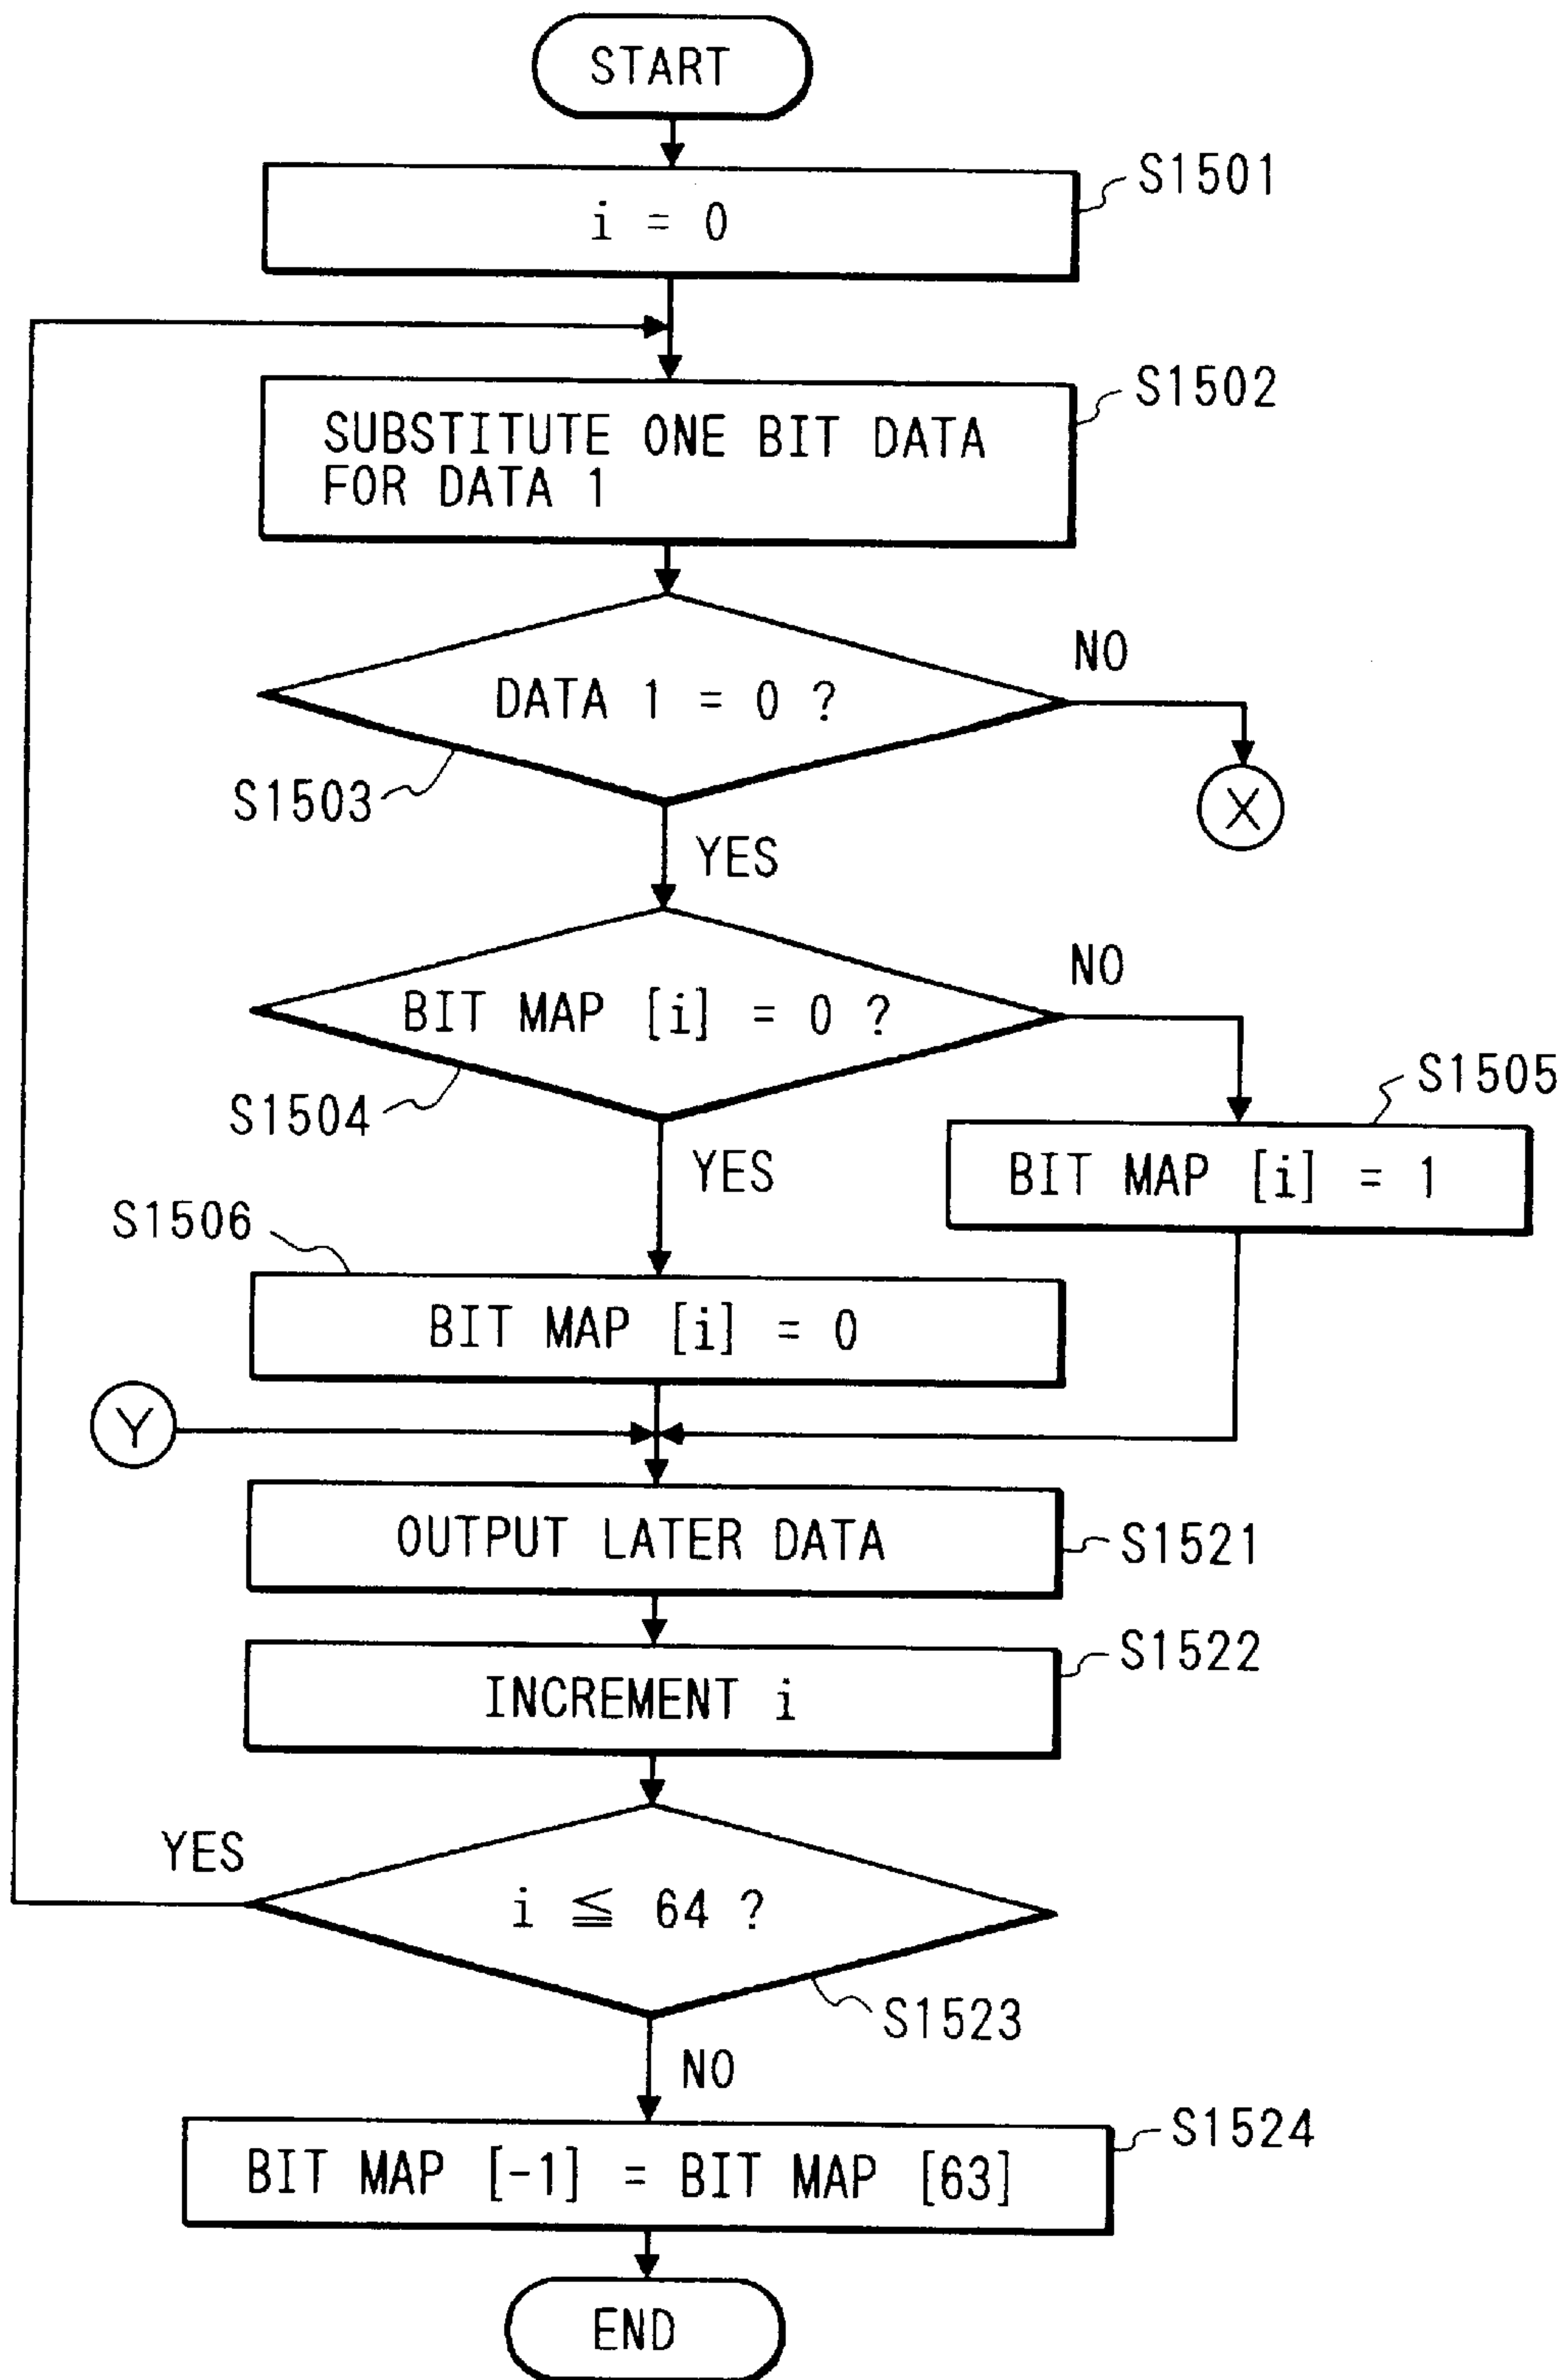 START
S1501
i = 0
S1502
SUBSTITUTE ONE BIT DATA
FOR DATA 1
NO
DATA 1 = 0 ?
S1503
X
YES
NO
BIT MAP [i] = 0 ?
S1504
S1505
YES
BIT MAP [i] = 1
S1506
BIT MAP [i] = 0
Y
OUTPUT LATER DATA
S1521
S1522
INCREMENT i
YES
i ≦ 64 ?
S1523
NO
S1524
BIT MAP [-1] = BIT MAP [63]
END